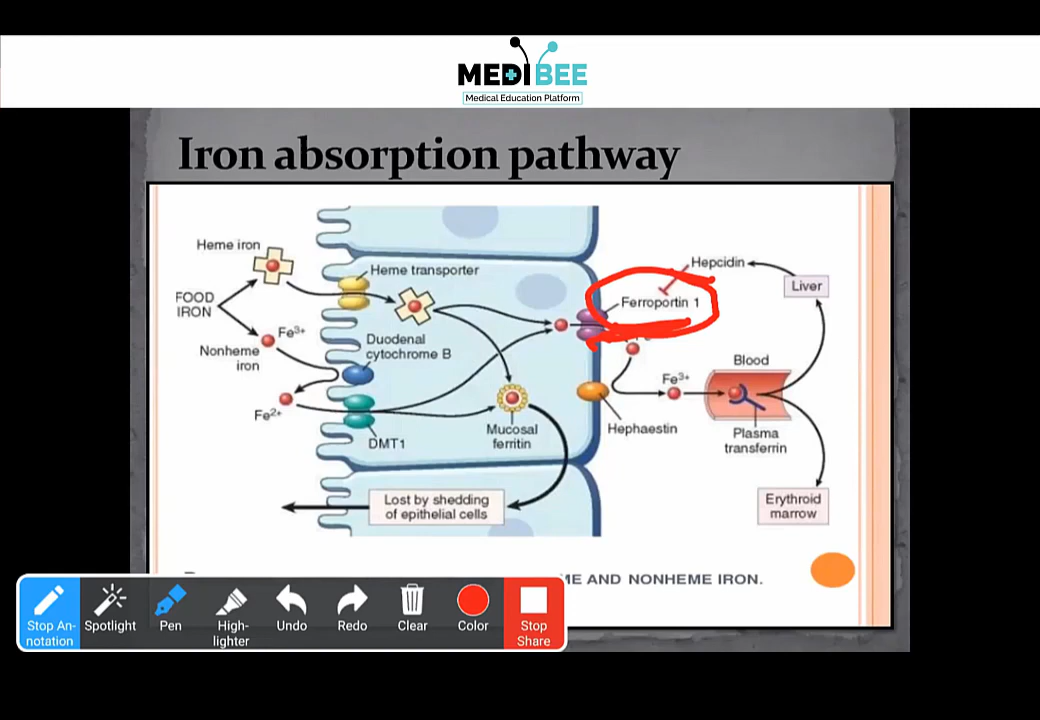 MEDIBEE
Medical Education Platform
Iron absorption pathway
Heme iron
FOOD
IRON
Fe3+
Nonheme
iron
Fe2+
Heme transporter
Duodenal
cytochrome B
DMT1
Mucosal
ferritin
Lost by shedding
of epithelial cells
Hepcidin
Ferroportin 1
Liver
Blood
Fe3+
Hephaestin
Plasma
transferrin
Erythroid
marrow
AND NONHEME IRON.
Stop An-
notation
Spotlight
Pen
High-
lighter
Undo
Redo
Clear
Color
Stop
Share